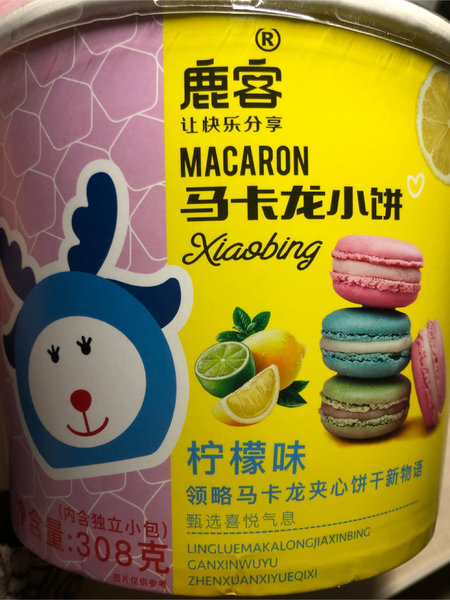 ®
鹿客
让快乐分享
MACARON
马卡龙小饼
Xiaobing
柠檬味
领略马卡龙夹心饼干新物语
甄选喜悦气息
LINGLUEMAKALONGJIAXINBING
GANXINWUYU
ZHENXUANXIYUEQIXI
(内含独立小包)
净含量:308克
图片仅供参考